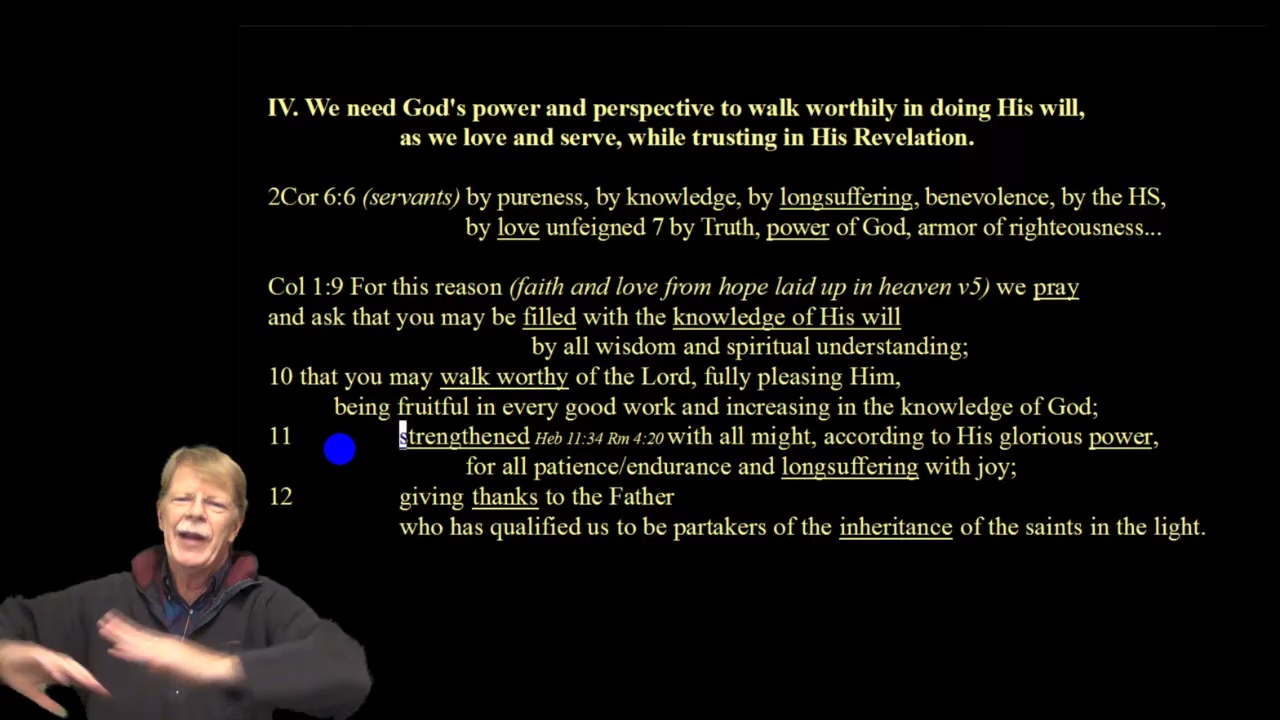 IV. We need God's power and perspective to walk worthily in doing His will,
as we love and serve, while trusting in His Revelation.
2Cor 6:6 (servants) by pureness, by knowledge, by longsuffering, benevolence, by the HS,
by love unfeigned 7 by Truth, power of God, armor of righteousness...
Col 1:9 For this reason (faith and love from hope laid up in heaven v5) we pray
and ask that you may be filled with the knowledge of His will
by all wisdom and spiritual understanding;
10 that you may walk worthy of the Lord, fully pleasing Him,
being fruitful in every good work and increasing in the knowledge of God;
11 strengthened Heb 11:34 Rm 4:20 with all might, according to His glorious power,
for all patience/endurance and longsuffering with joy;
12 giving thanks to the Father
who has qualified us to be partakers of the inheritance of the saints in the light.